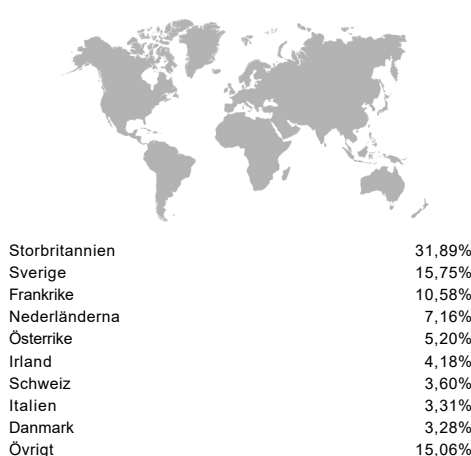 Storbritannien 31,89%
Sverige 15,75%
Frankrike 10,58%
Nederländerna 7,16%
Österrike 5,20%
Irland 4,18%
Schweiz 3,60%
Italien 3,31%
Danmark 3,28%
Övrigt 15,06%